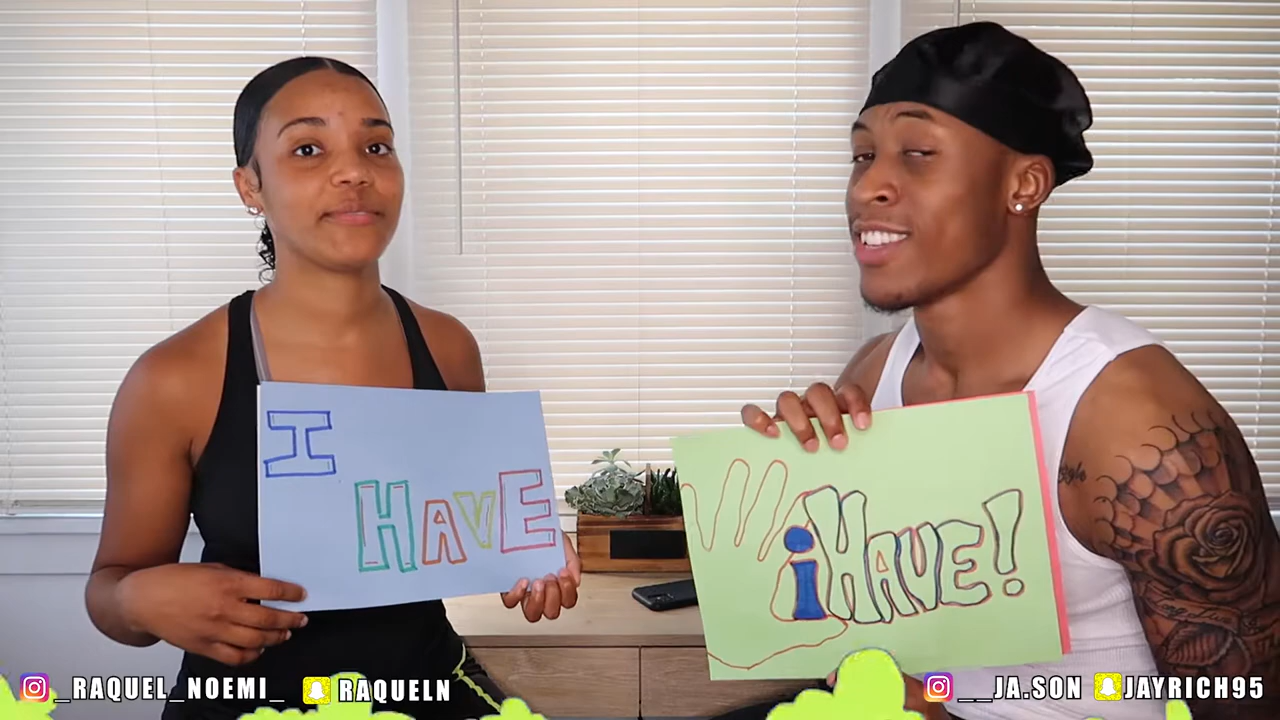 I
HAVE
iHAVE!
_RAQUEL_NOEMI_ RAQUELN
__JA.SON JAYRICH95